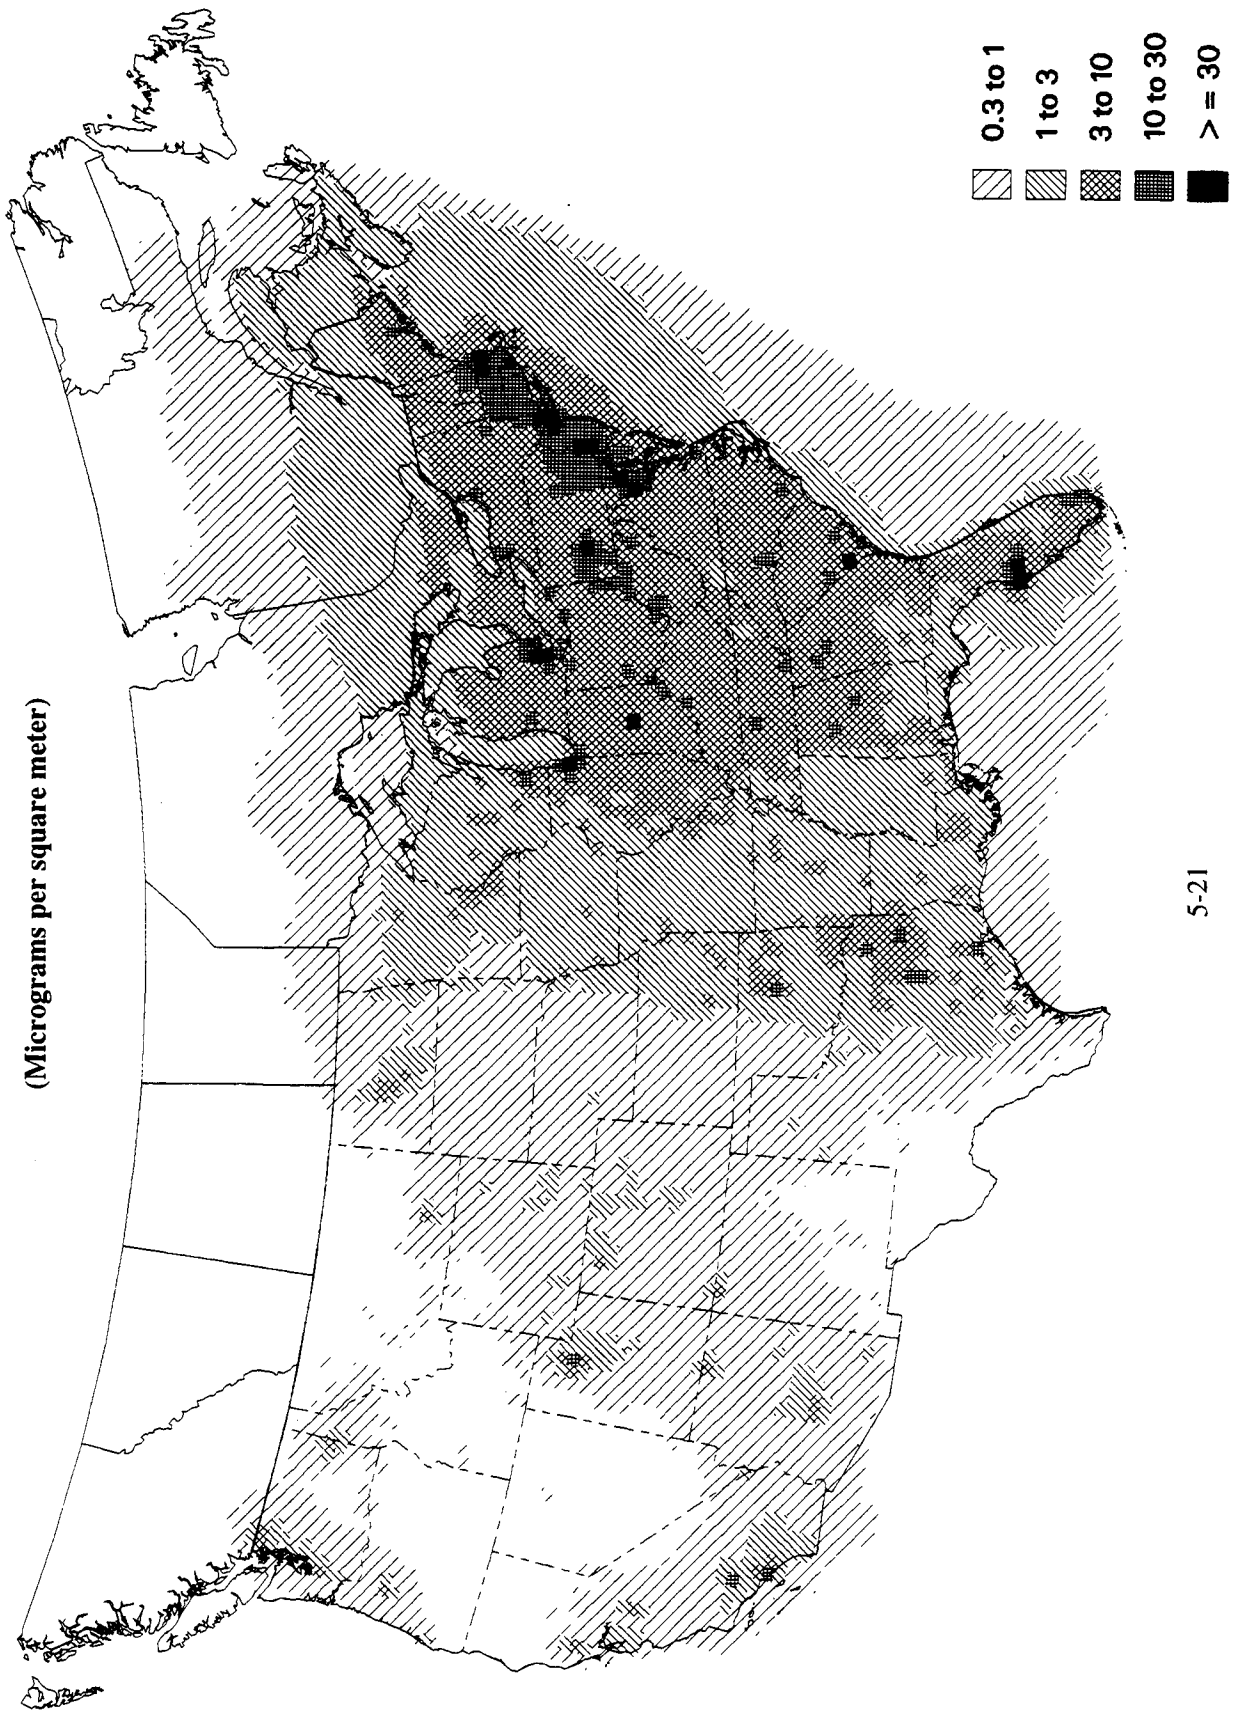 (Micrograms per square meter)
0.3 to 1
1 to 3
3 to 10
10 to 30
> = 30
5-21